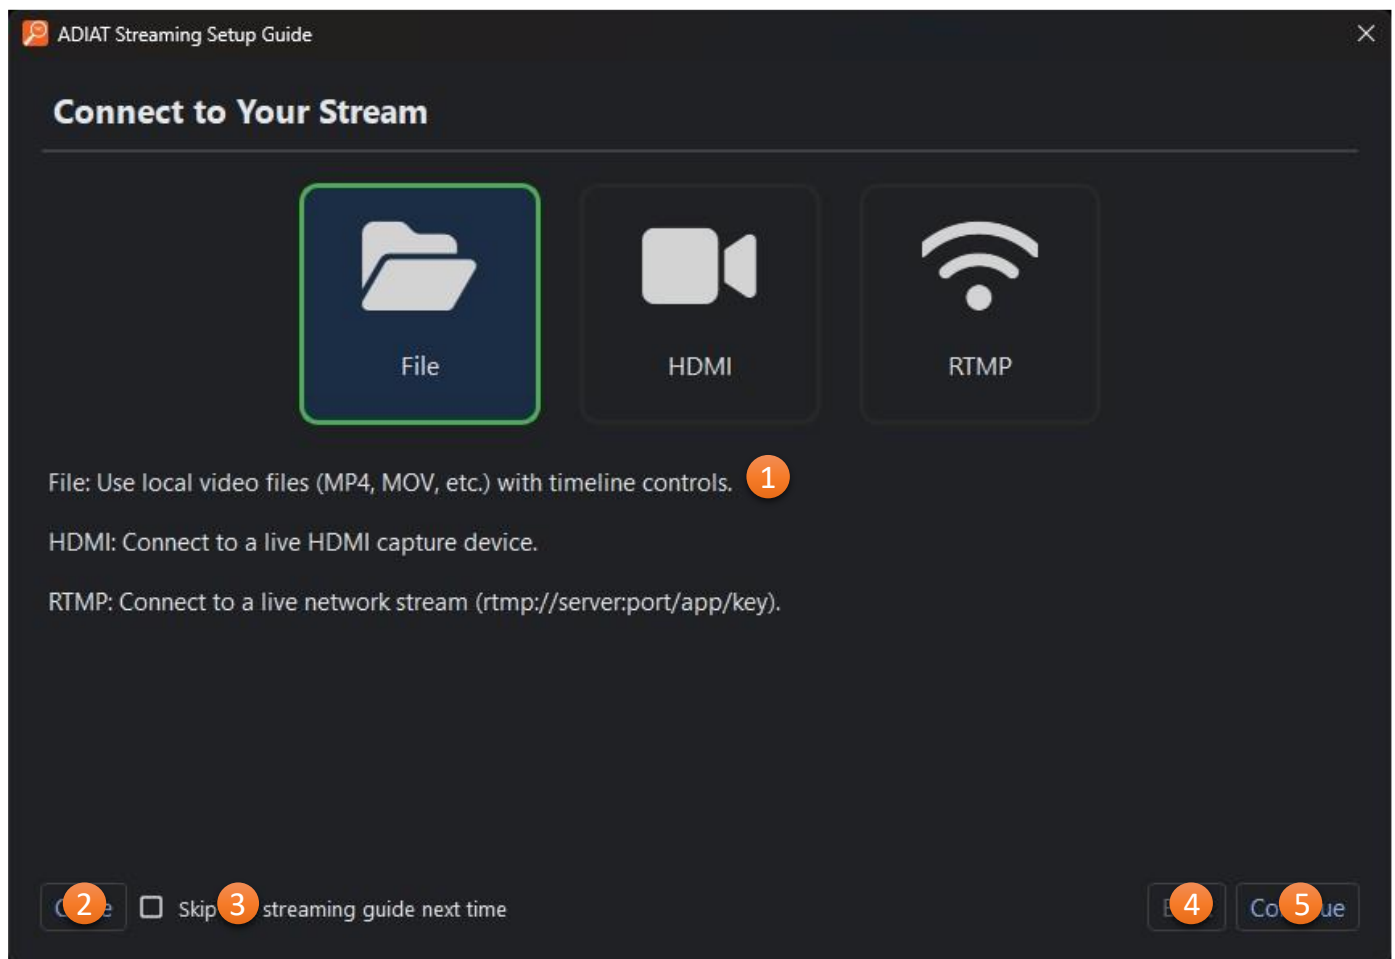 ADIAT Streaming Setup Guide
Connect to Your Stream
File
HDMI
RTMP
File: Use local video files (MP4, MOV, etc.) with timeline controls. 1
HDMI: Connect to a live HDMI capture device.
RTMP: Connect to a live network stream (rtmp://server:port/app/key).
2
Skip 3 streaming guide next time
4
5